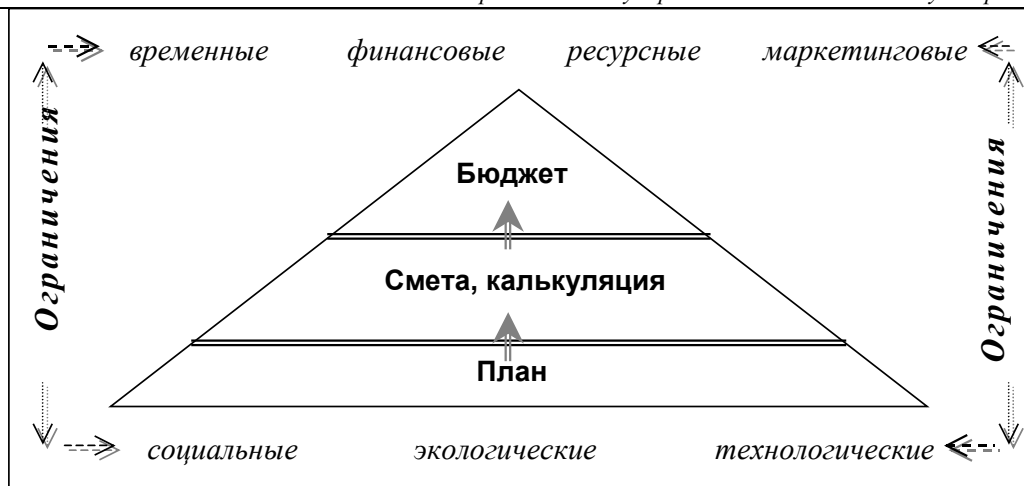 временные финансовые ресурсные маркетинговые
Ограничения
Бюджет
Смета, калькуляция
План
Ограничения
социальные экологические технологические